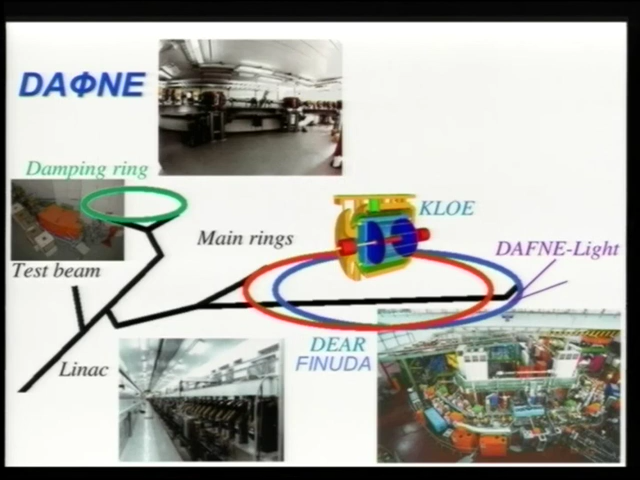 DAΦNE
Damping ring
KLOE
Main rings
DAFNE-Light
Test beam
DEAR
FINUDA
Linac